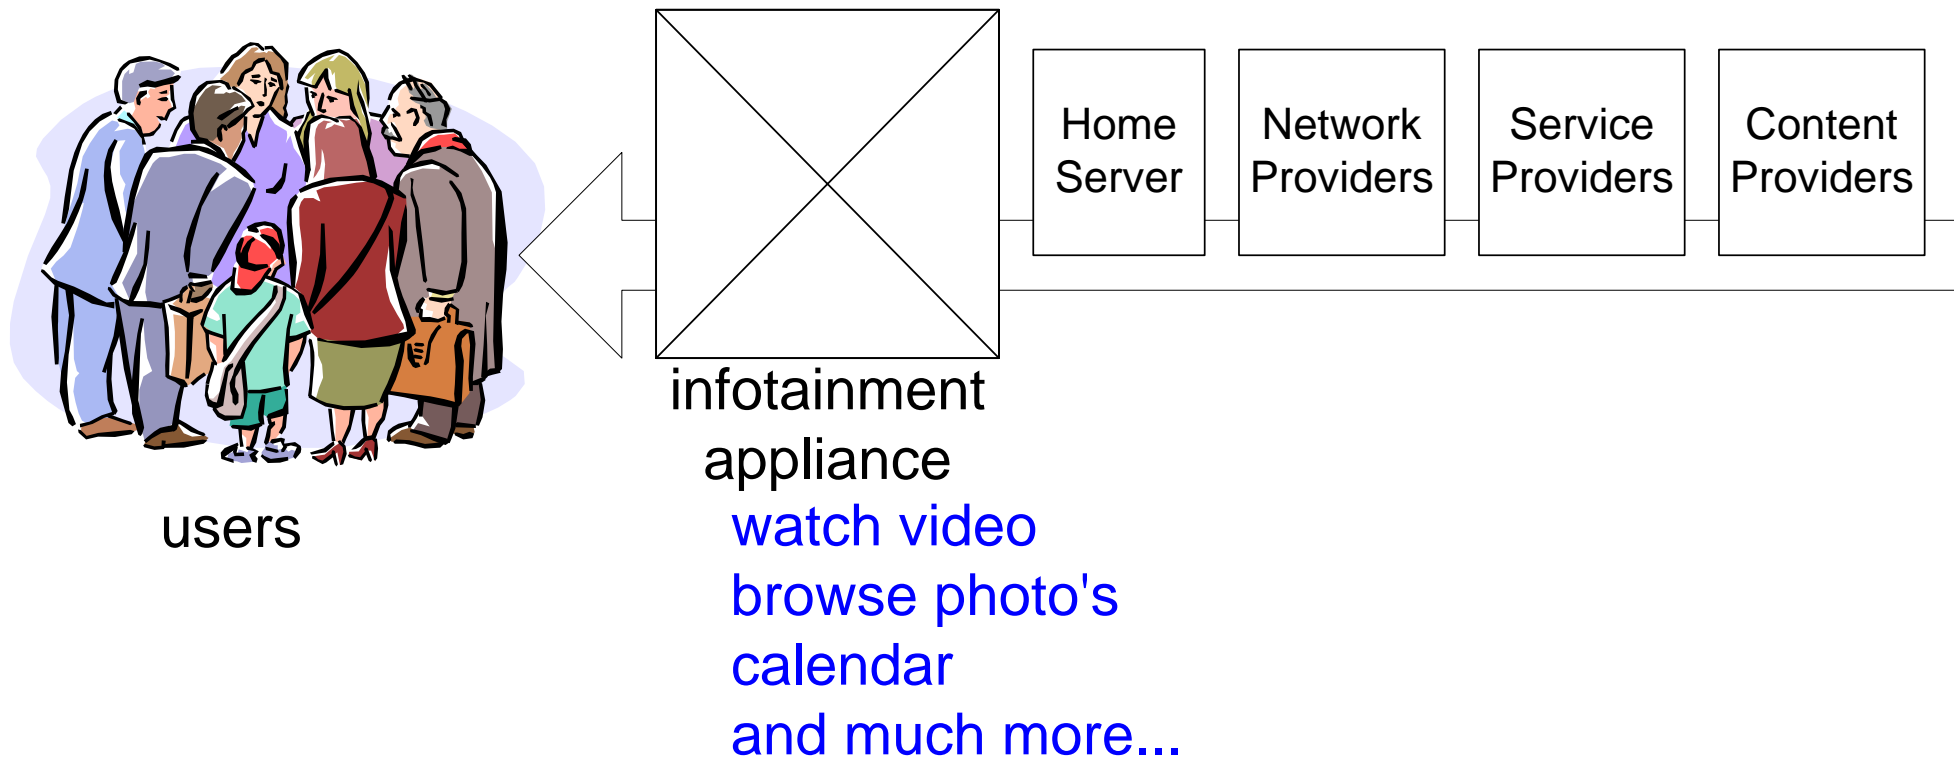 Home
Server
Network
Providers
Service
Providers
Content
Providers
infotainment
appliance
users
watch video
browse photo's
calendar
and much more...